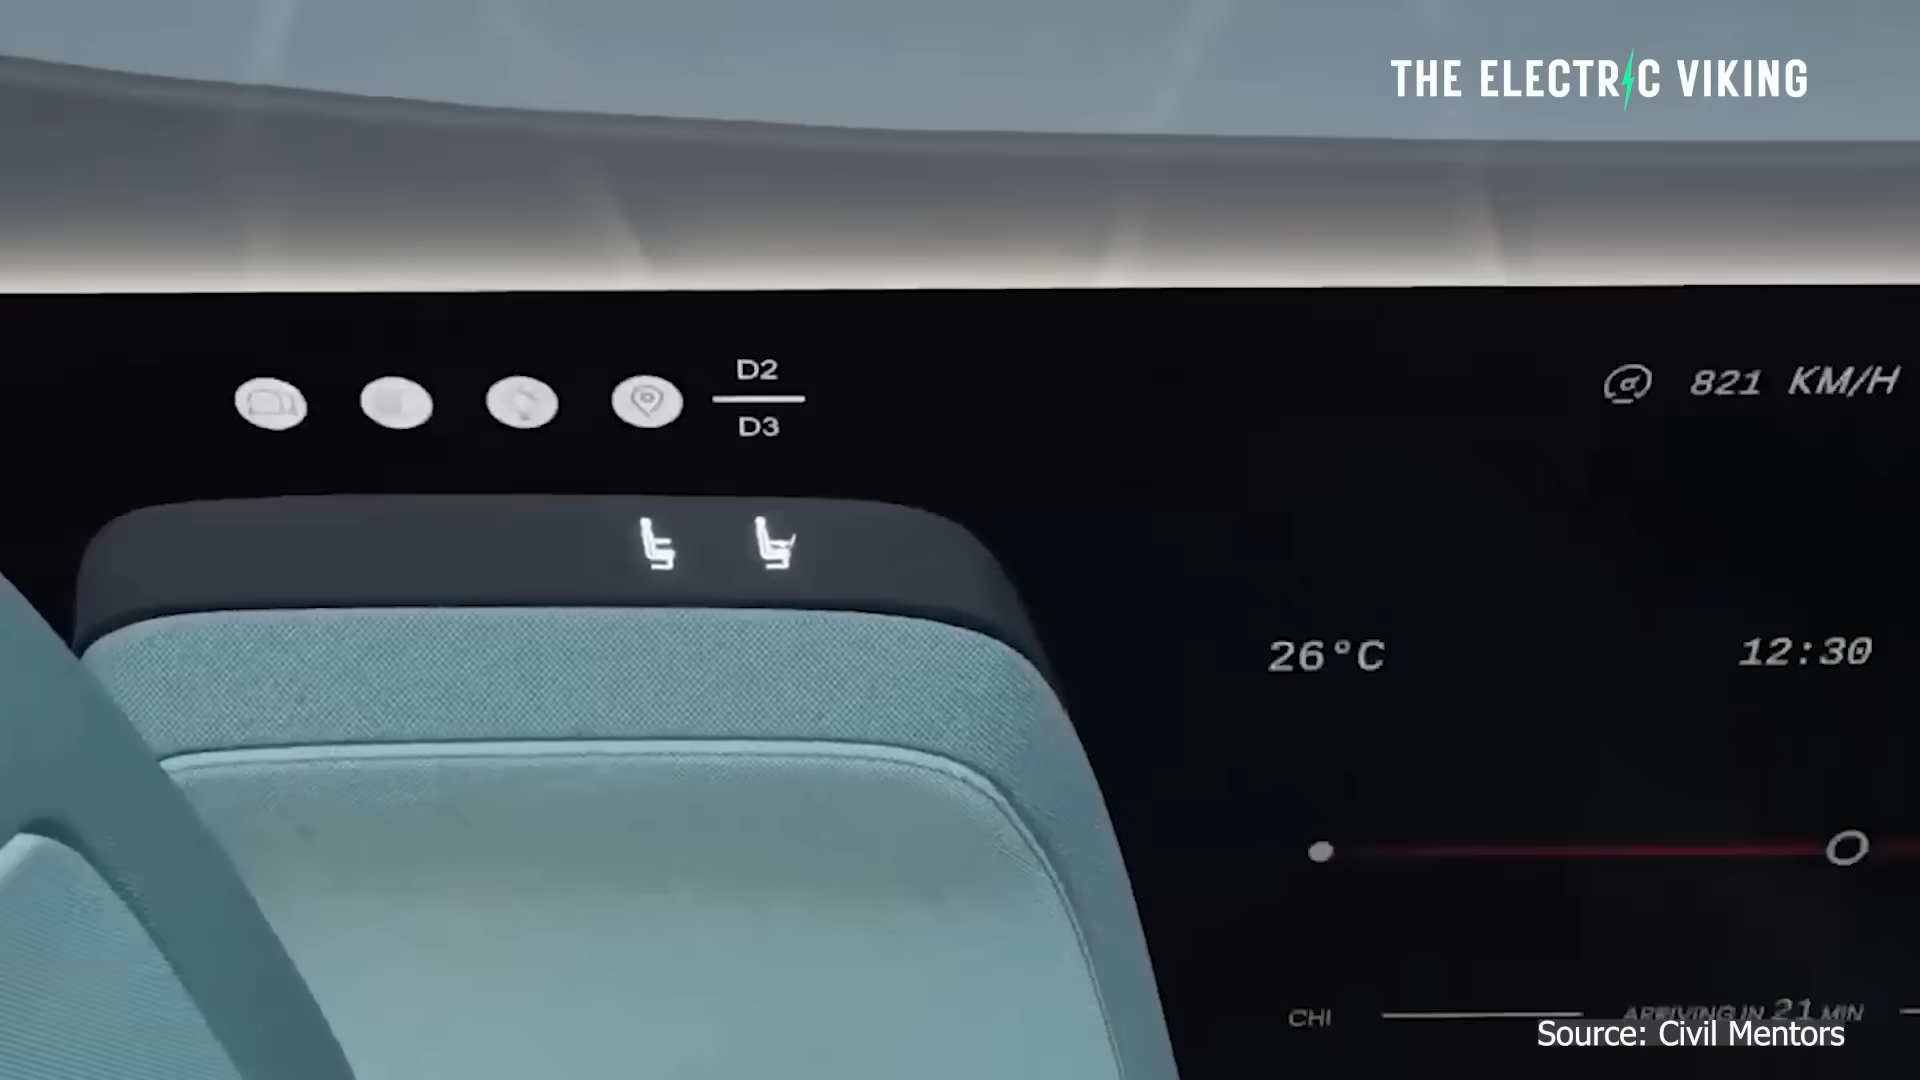 THE ELECTRIC VIKING
D2
D3
821 KM/H
26°C
12:30
CHI
ARRIVING IN 21 MIN
Source: Civil Mentors